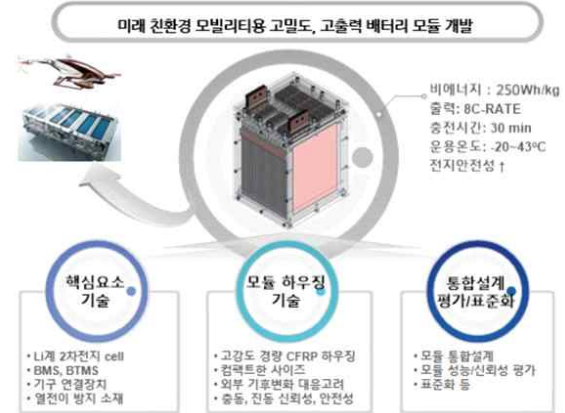 미래 친환경 모빌리티용 고밀도, 고출력 배터리 모듈 개발
비에너지 : 250Wh/kg
출력: 8C-RATE
충전시간: 30 min
운용온도: -20~43℃
전지안전성 ↑
핵심요소
기술
• Li계 2차전지 cell
• BMS, BTMS
• 기구 연결장치
• 열전이 방지 소재
모듈 하우징
기술
• 고강도 경량 CFRP 하우징
• 컴팩트한 사이즈
• 외부 기후변화 대응고려
• 충동, 진동 신뢰성, 안전성
통합설계
평가/표준화
• 모듈 통합설계
• 모듈 성능/신뢰성 평가
• 표준화 등